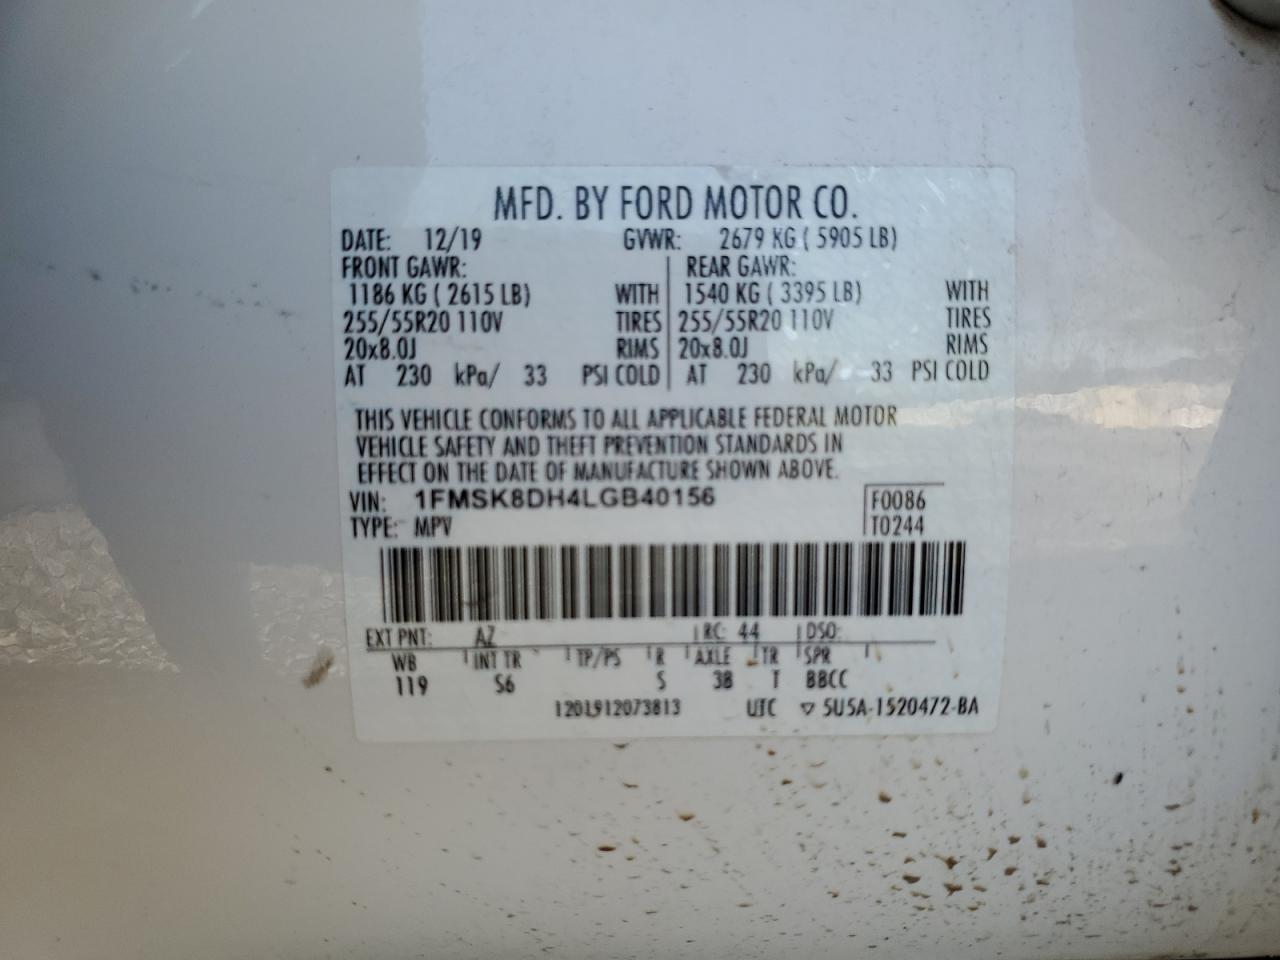 MFD. BY FORD MOTOR CO.
DATE: 12/19 GVWR: 2679 KG ( 5905 LB)
FRONT GAWR: REAR GAWR:
1186 KG ( 2615 LB) WITH 1540 KG ( 3395 LB) WITH
255/55R20 110V TIRES 255/55R20 110V TIRES
20x8.0J RIMS 20x8.0J RIMS
AT 230 kPa/ 33 PSI COLD AT 230 kPa/ 33 PSI COLD
THIS VEHICLE CONFORMS TO ALL APPLICABLE FEDERAL MOTOR
VEHICLE SAFETY AND THEFT PREVENTION STANDARDS IN
EFFECT ON THE DATE OF MANUFACTURE SHOWN ABOVE.
VIN: 1FMSK8DH4LGB40156 F0086
TYPE: MPV T0244
EXT PNT: AZ RC: 44 DSO:
WB INT TR TP/PS R AXLE TR SPR
119 S6 S 3B T BBCC
1201912073813 UTC ▽ 5U5A-1520472-BA